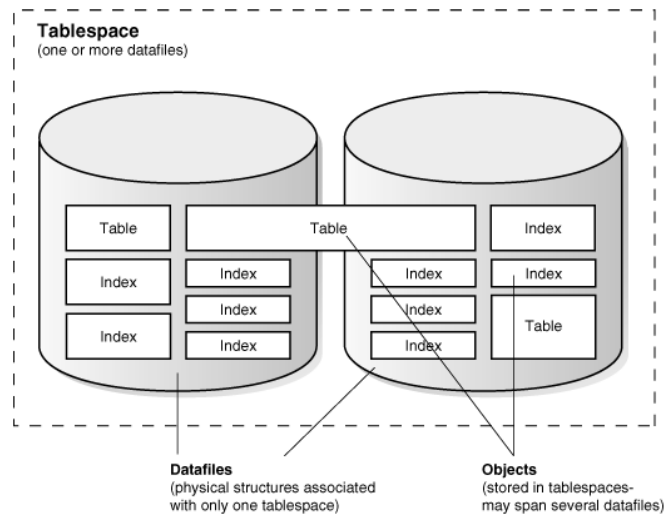 Tablespace
(one or more datafiles)
Table
Table
Index
Index
Index
Index
Index
Index
Index
Table
Index
Index
Index
Index
Datafiles
(physical structures associated
with only one tablespace)
Objects
(stored in tablespaces-
may span several datafiles)